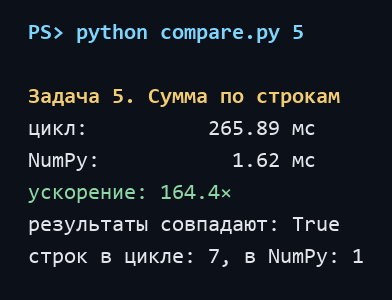 PS> python compare.py 5
Задача 5. Сумма по строкам
цикл: 265.89 мс
NumPy: 1.62 мс
ускорение: 164.4×
результаты совпадают: True
строк в цикле: 7, в NumPy: 1